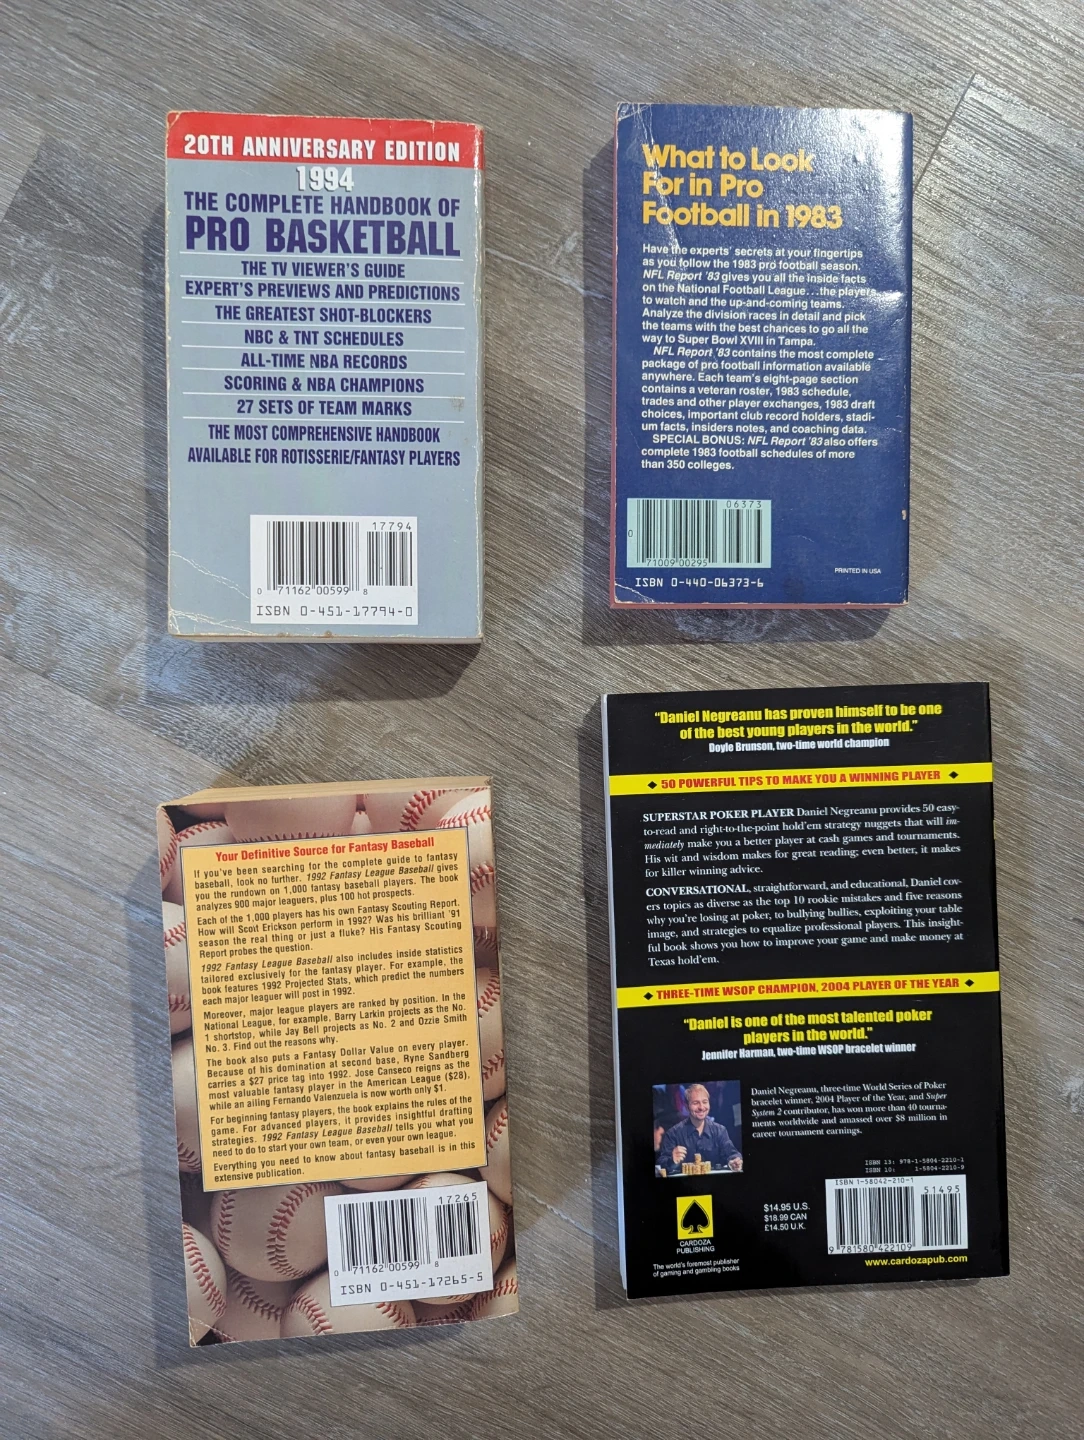 20TH ANNIVERSARY EDITION
1994
THE COMPLETE HANDBOOK OF
PRO BASKETBALL
THE TV VIEWER'S GUIDE
EXPERT'S PREVIEWS AND PREDICTIONS
THE GREATEST SHOT-BLOCKERS
NBC & TNT SCHEDULES
ALL-TIME NBA RECORDS
SCORING & NBA CHAMPIONS
27 SETS OF TEAM MARKS
THE MOST COMPREHENSIVE HANDBOOK
AVAILABLE FOR ROTISSERIE/FANTASY PLAYERS
17794
0 71162 00599 8
ISBN 0-451-17794-0
What to Look
For in Pro
Football in 1983
Have the experts' secrets at your fingertips
as you follow the 1983 pro football season.
NFL Report '83 gives you all the inside facts
on the National Football League...the players
to watch and the up-and-coming teams.
Analyze the division races in detail and pick
the teams with the best chances to go all the
way to Super Bowl XVIII in Tampa.
NFL Report '83 contains the most complete
package of pro football information available
anywhere. Each team's eight-page section
contains a veteran roster, 1983 schedule,
trades and other player exchanges, 1983 draft
choices, important club record holders, stadi-
um facts, insiders notes, and coaching data.
SPECIAL BONUS: NFL Report '83 also offers
complete 1983 football schedules of more
than 350 colleges.
06373
0 71009 00295
PRINTED IN USA
ISBN 0-440-06373-6
Your Definitive Source for Fantasy Baseball
If you've been searching for the complete guide to fantasy
baseball, look no further. 1992 Fantasy League Baseball gives
you the rundown on 1,000 fantasy baseball players. The book
analyzes 900 major leaguers, plus 100 hot prospects.
Each of the 1,000 players has his own Fantasy Scouting Report.
How will Scott Erickson perform in 1992? Was his brilliant '91
season the real thing or just a fluke? His Fantasy Scouting
Report probes the question.
1992 Fantasy League Baseball also includes inside statistics
tailored exclusively for the fantasy player. For example, the
book features 1992 Projected Stats, which predict the numbers
each major leaguer will post in 1992.
Moreover, major league players are ranked by position. In the
National League, for example, Barry Larkin projects as the No.
1 shortstop, while Jay Bell projects as No. 2 and Ozzie Smith
No. 3. Find out the reasons why.
The book also puts a Fantasy Dollar Value on every player.
Because of his domination at second base, Ryne Sandberg
carries a $27 price tag into 1992. Jose Canseco reigns as the
most valuable fantasy player in the American League ($28),
while an ailing Fernando Valenzuela is now worth only $1.
For beginning fantasy players, the book explains the rules of the
game. For advanced players, it provides insightful drafting
strategies. 1992 Fantasy League Baseball tells you what you
need to do to start your own team, or even your own league.
Everything you need to know about fantasy baseball is in this
extensive publication.
17265
0 71162 00599 8
ISBN 0-451-17265-5
"Daniel Negreanu has proven himself to be one
of the best young players in the world."
Doyle Brunson, two-time world champion
50 POWERFUL TIPS TO MAKE YOU A WINNING PLAYER
SUPERSTAR POKER PLAYER Daniel Negreanu provides 50 easy-
to-read and right-to-the-point hold'em strategy nuggets that will im-
mediately make you a better player at cash games and tournaments.
His wit and wisdom makes for great reading; even better, it makes
for killer winning advice.
CONVERSATIONAL, straightforward, and educational, Daniel cov-
ers topics as diverse as the top 10 rookie mistakes and five reasons
why you're losing at poker, to bullying bullies, exploiting your table
image, and strategies to equalize professional players. This insight-
ful book shows you how to improve your game and make money at
Texas hold'em.
THREE-TIME WSOP CHAMPION, 2004 PLAYER OF THE YEAR
"Daniel is one of the most talented poker
players in the world."
Jennifer Harman, two-time WSOP bracelet winner
Daniel Negreanu, three-time World Series of Poker
bracelet winner, 2004 Player of the Year, and Super
System 2 contributor, has won more than 40 tourna-
ments worldwide and amassed over $8 million in
career tournament earnings.
ISBN 13: 978-1-5804-2210-1
ISBN 10: 1-5804-2210-9
ISBN 1-58042-210-1
51495
9 781580 422109
$14.95 U.S.
$18.99 CAN
£14.50 U.K.
CARDOZA
PUBLISHING
The world's foremost publisher
of gaming and gambling books
www.cardozapub.com